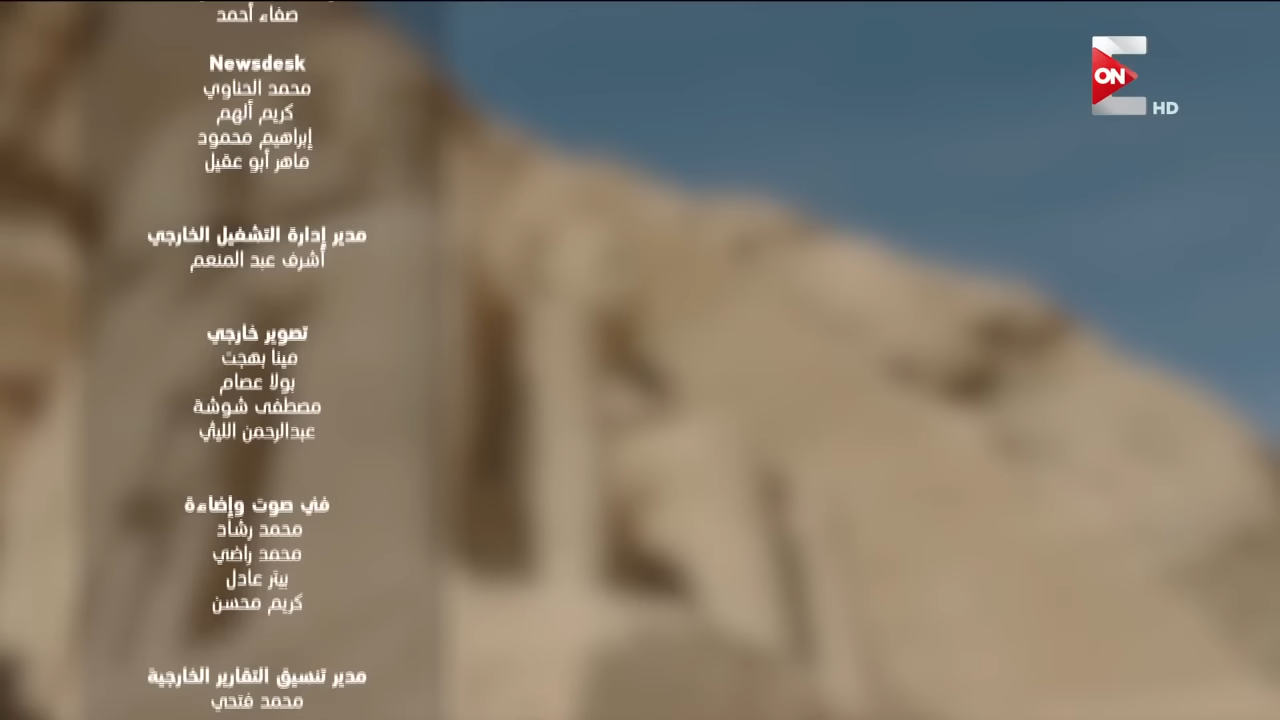 صفاء أحمد
Newsdesk
محمد الحناوي
كريم ألهم
إبراهيم محمود
ماهر أبو عقيل
مدير إدارة التشغيل الخارجي
أشرف عبد المنعم
تصوير خارجي
مينا بهجت
بولا عصام
مصطفى شوشة
عبدالرحمن الليثي
فني صوت وإضاءة
محمد رشاد
محمد راضي
بيتر عادل
كريم محسن
مدير تنسيق التقارير الخارجية
محمد فتحي
ON E
HD